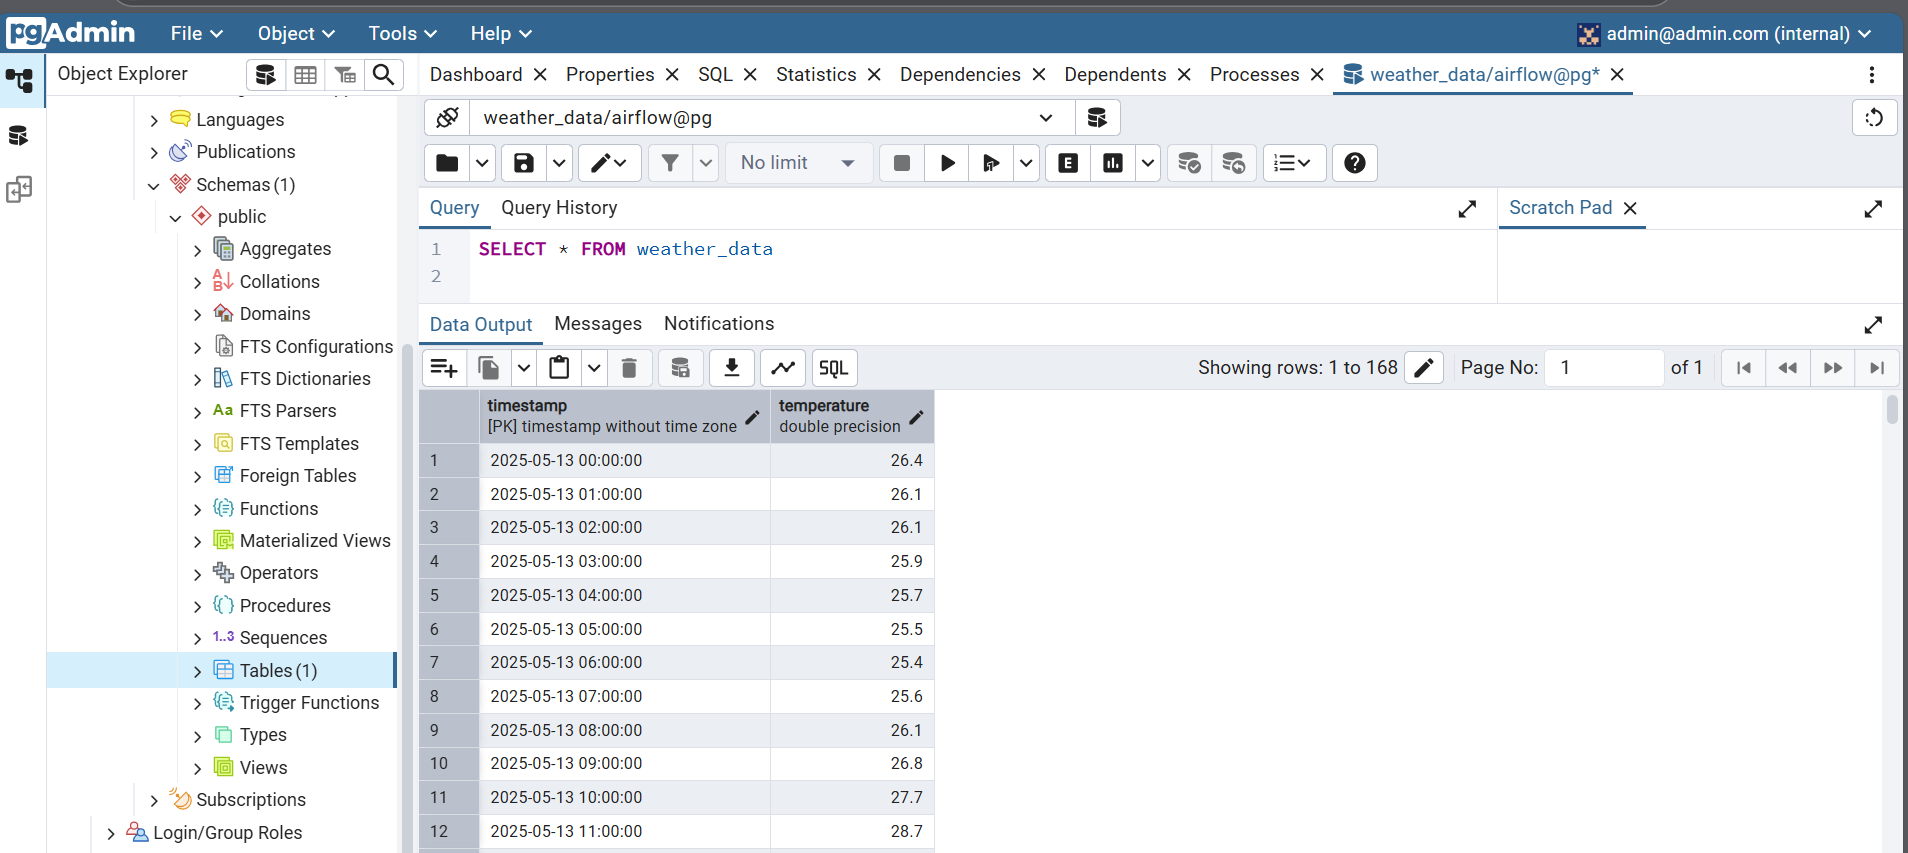 pgAdmin File Object Tools Help admin@admin.com (internal)
Object Explorer
Dashboard Properties SQL Statistics Dependencies Dependents Processes weather_data/airflow@pg*
Languages
Publications
Schemas (1)
public
Aggregates
Collations
Domains
FTS Configurations
FTS Dictionaries
Aa FTS Parsers
FTS Templates
Foreign Tables
Functions
Materialized Views
Operators
Procedures
1..3 Sequences
Tables (1)
Trigger Functions
Types
Views
Subscriptions
Login/Group Roles
weather_data/airflow@pg
No limit
E
Query Query History
Scratch Pad
1 SELECT * FROM weather_data
2
Data Output Messages Notifications
SQL
Showing rows: 1 to 168 Page No: 1 of 1
timestamp temperature
[PK] timestamp without time zone double precision
1 2025-05-13 00:00:00 26.4
2 2025-05-13 01:00:00 26.1
3 2025-05-13 02:00:00 26.1
4 2025-05-13 03:00:00 25.9
5 2025-05-13 04:00:00 25.7
6 2025-05-13 05:00:00 25.5
7 2025-05-13 06:00:00 25.4
8 2025-05-13 07:00:00 25.6
9 2025-05-13 08:00:00 26.1
10 2025-05-13 09:00:00 26.8
11 2025-05-13 10:00:00 27.7
12 2025-05-13 11:00:00 28.7